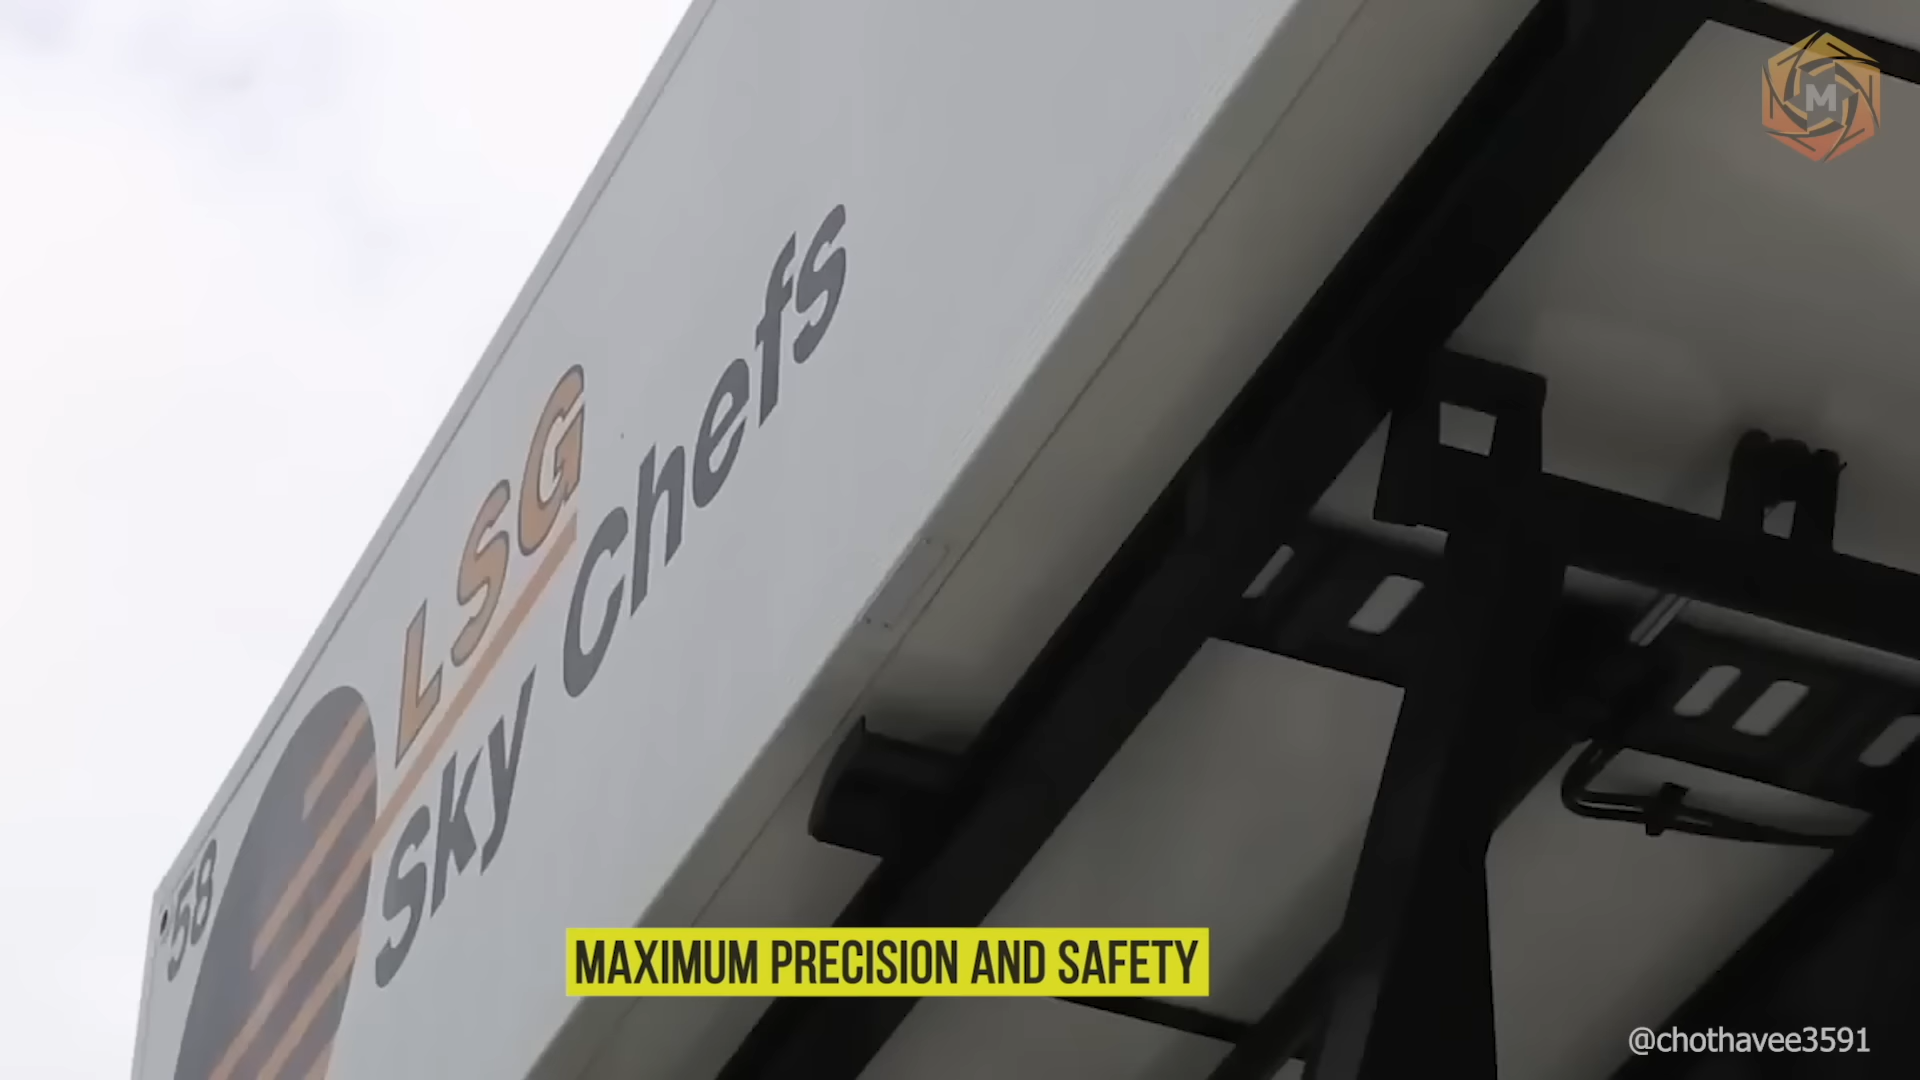 M
LSG
Sky Chefs
58
MAXIMUM PRECISION AND SAFETY
@chothavee3591